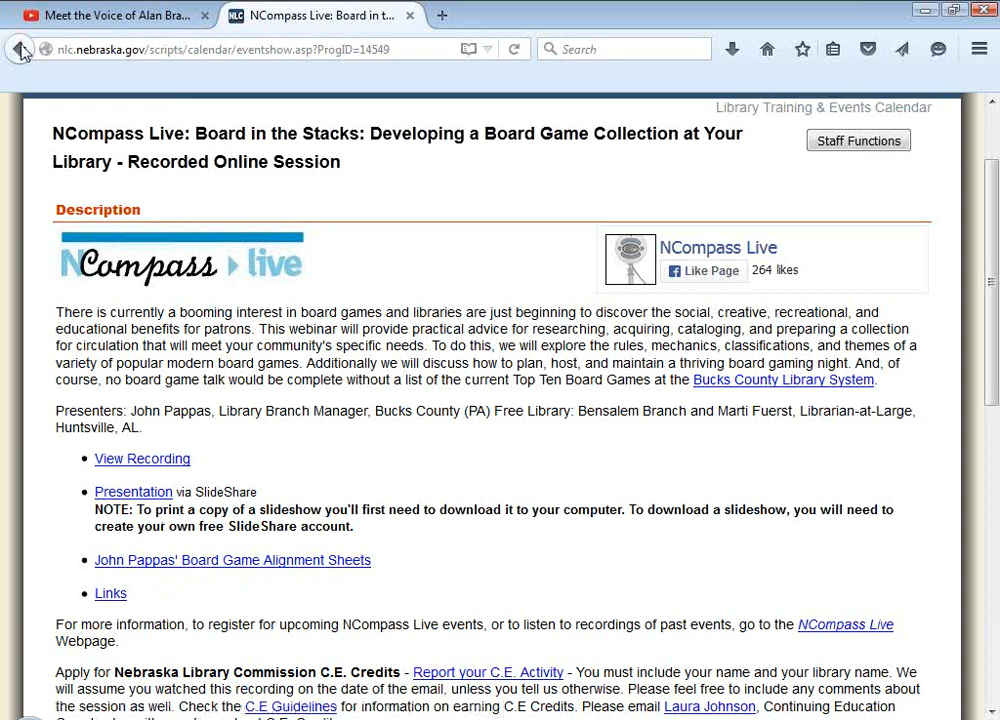 Meet the Voice of Alan Bra...
NLC NCompass Live: Board in t...
nlc.nebraska.gov/scripts/calendar/eventshow.asp?ProgID=14549
Search
Library Training & Events Calendar
NCompass Live: Board in the Stacks: Developing a Board Game Collection at Your
Library - Recorded Online Session
Staff Functions
Description
NCompass live
NCompass Live
Like Page 264 likes
There is currently a booming interest in board games and libraries are just beginning to discover the social, creative, recreational, and
educational benefits for patrons. This webinar will provide practical advice for researching, acquiring, cataloging, and preparing a collection
for circulation that will meet your community's specific needs. To do this, we will explore the rules, mechanics, classifications, and themes of a
variety of popular modern board games. Additionally we will discuss how to plan, host, and maintain a thriving board gaming night. And, of
course, no board game talk would be complete without a list of the current Top Ten Board Games at the Bucks County Library System.
Presenters: John Pappas, Library Branch Manager, Bucks County (PA) Free Library: Bensalem Branch and Marti Fuerst, Librarian-at-Large,
Huntsville, AL.
• View Recording
• Presentation via SlideShare
NOTE: To print a copy of a slideshow you'll first need to download it to your computer. To download a slideshow, you will need to
create your own free SlideShare account.
• John Pappas' Board Game Alignment Sheets
• Links
For more information, to register for upcoming NCompass Live events, or to listen to recordings of past events, go to the NCompass Live
Webpage.
Apply for Nebraska Library Commission C.E. Credits - Report your C.E. Activity - You must include your name and your library name. We
will assume you watched this recording on the date of the email, unless you tell us otherwise. Please feel free to include any comments about
the session as well. Check the C.E Guidelines for information on earning C.E Credits. Please email Laura Johnson, Continuing Education